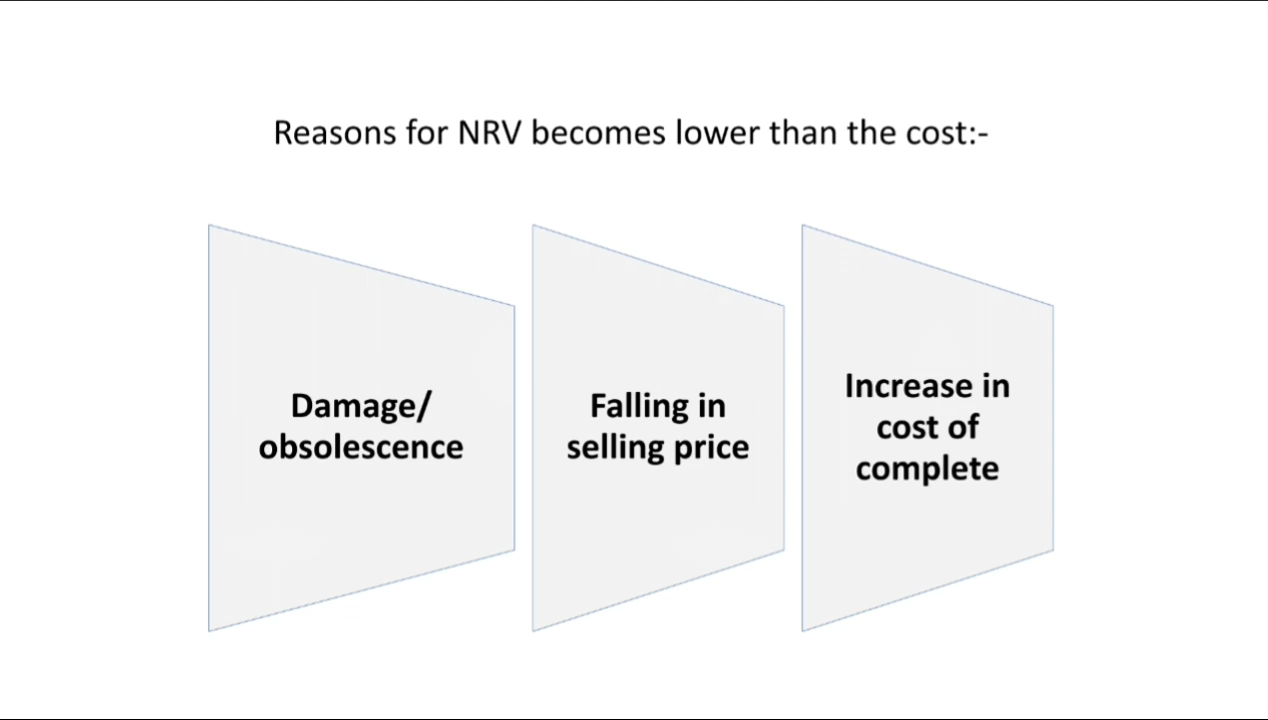 Reasons for NRV becomes lower than the cost:-
Damage/
obsolescence
Falling in
selling price
Increase in
cost of
complete